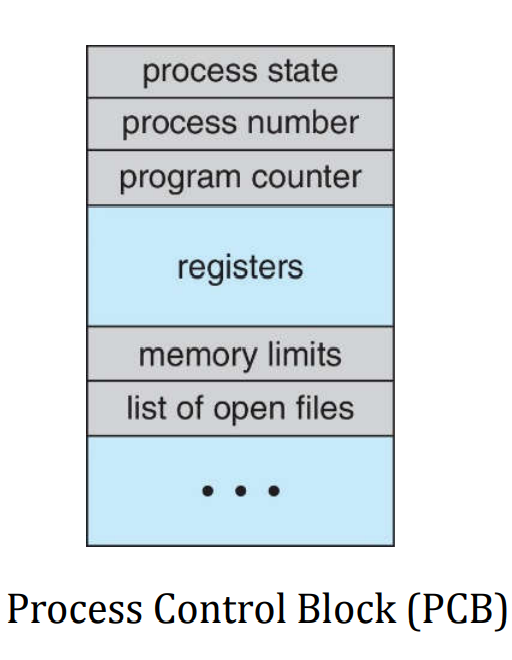 process state
process number
program counter
registers
memory limits
list of open files
• • •
Process Control Block (PCB)